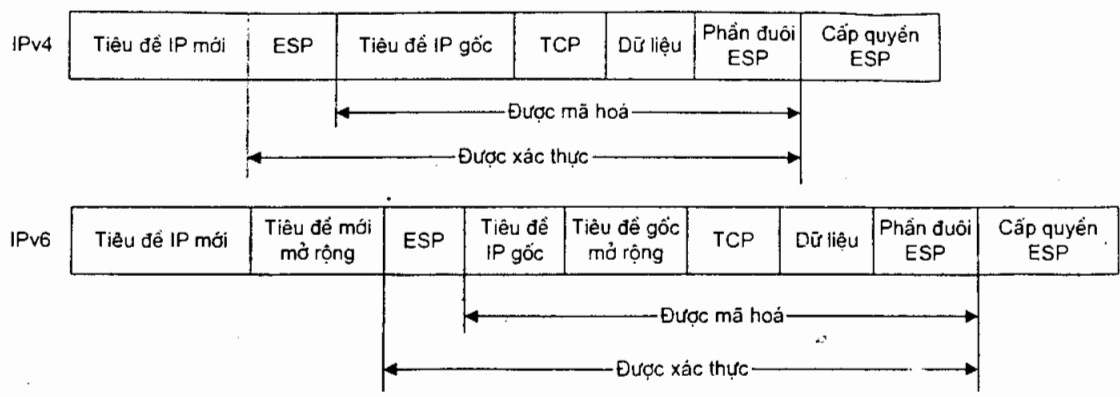 IPv4 Tiêu đề IP mới ESP Tiêu đề IP gốc TCP Dữ liệu Phần đuôi ESP Cấp quyền ESP
Được mã hoá
Được xác thực
IPv6 Tiêu đề IP mới Tiêu đề mới mở rộng ESP Tiêu đề IP gốc Tiêu đề gốc mở rộng TCP Dữ liệu Phần đuôi ESP Cấp quyền ESP
Được mã hoá
Được xác thực